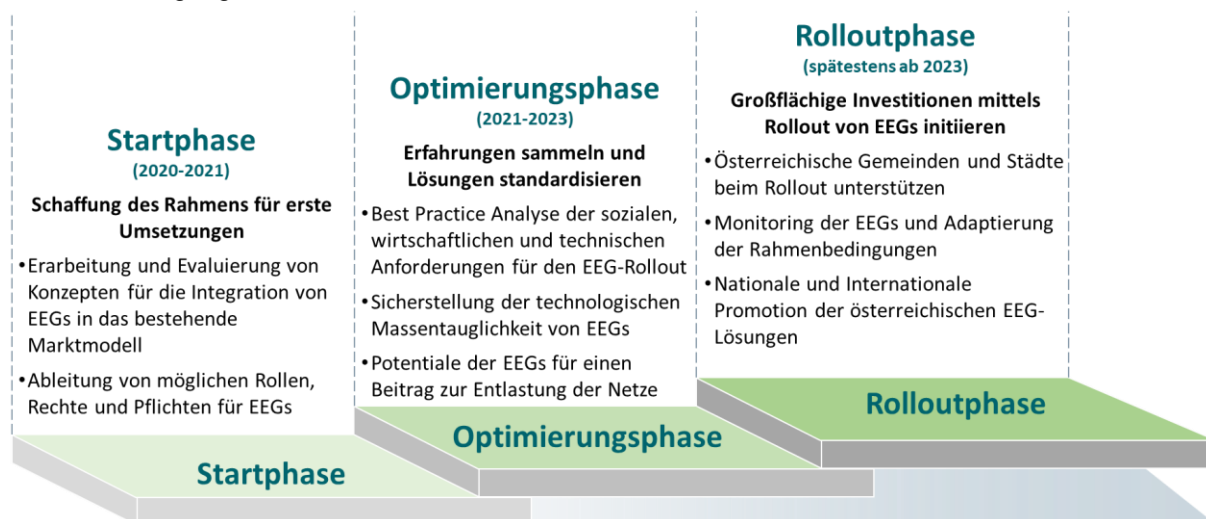 Startphase
(2020-2021)
Schaffung des Rahmens für erste
Umsetzungen
•Erarbeitung und Evaluierung von
Konzepten für die Integration von
EEGs in das bestehende
Marktmodell
•Ableitung von möglichen Rollen,
Rechte und Pflichten für EEGs
Optimierungsphase
(2021-2023)
Erfahrungen sammeln und
Lösungen standardisieren
•Best Practice Analyse der sozialen,
wirtschaftlichen und technischen
Anforderungen für den EEG-Rollout
•Sicherstellung der technologischen
Massentauglichkeit von EEGs
•Potentiale der EEGs für einen
Beitrag zur Entlastung der Netze
Rolloutphase
(spätestens ab 2023)
Großflächige Investitionen mittels
Rollout von EEGs initiieren
•Österreichische Gemeinden und Städte
beim Rollout unterstützen
•Monitoring der EEGs und Adaptierung
der Rahmenbedingungen
•Nationale und Internationale
Promotion der österreichischen EEG-
Lösungen
Startphase
Optimierungsphase
Rolloutphase